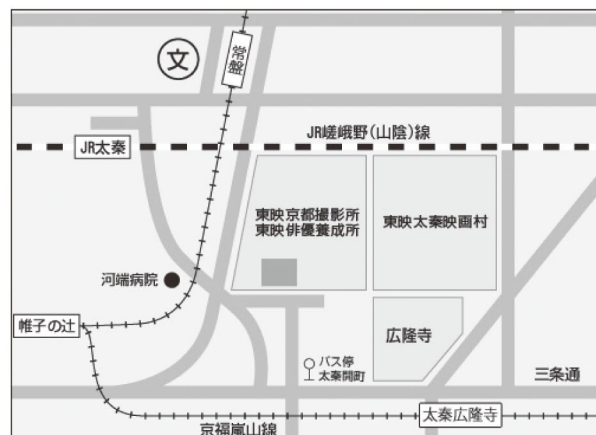 文
常盤
JR嵯峨野(山陰)線
JR太秦
東映京都撮影所
東映俳優養成所
東映太秦映画村
河端病院
帷子の辻
広隆寺
バス停
太秦開町
三条通
太秦広隆寺
京福嵐山線